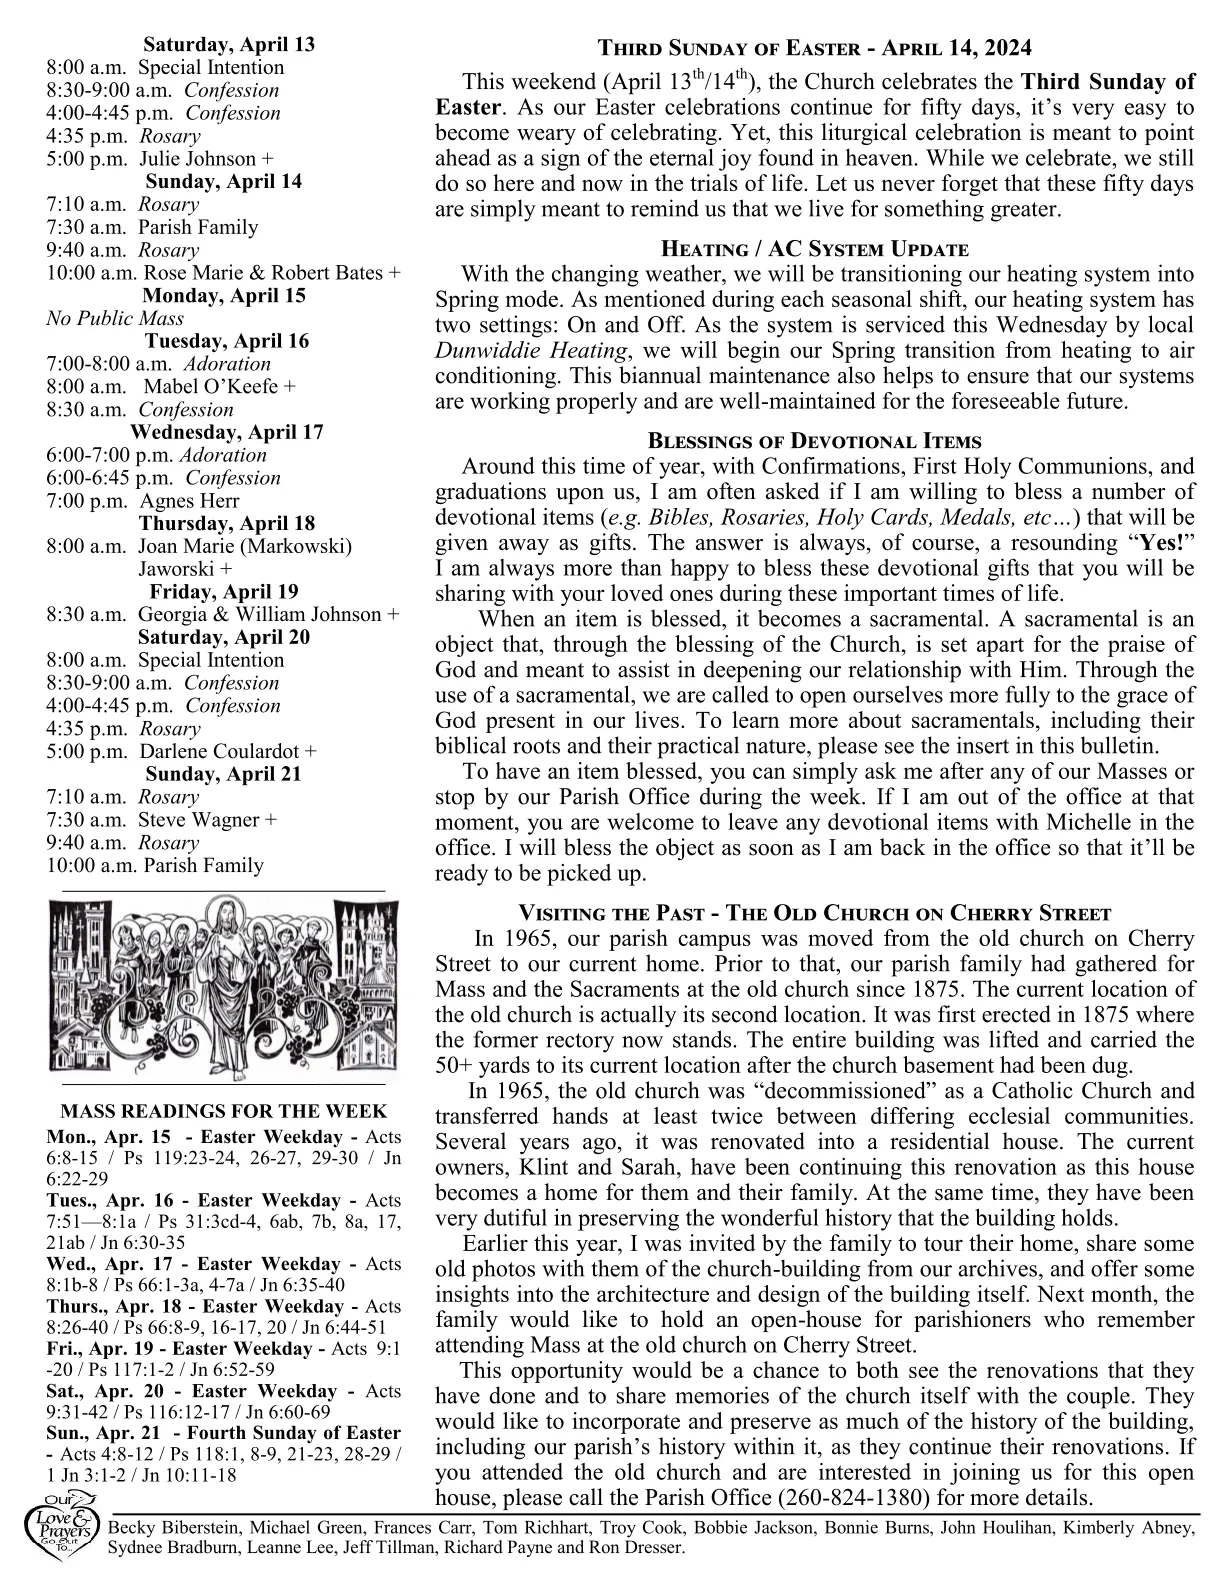 Saturday, April 13
8:00 a.m. Special Intention
8:30-9:00 a.m. Confession
4:00-4:45 p.m. Confession
4:35 p.m. Rosary
5:00 p.m. Julie Johnson +
Sunday, April 14
7:10 a.m. Rosary
7:30 a.m. Parish Family
9:40 a.m. Rosary
10:00 a.m. Rose Marie & Robert Bates +
Monday, April 15
No Public Mass
Tuesday, April 16
7:00-8:00 a.m. Adoration
8:00 a.m. Mabel O’Keefe +
8:30 a.m. Confession
Wednesday, April 17
6:00-7:00 p.m. Adoration
6:00-6:45 p.m. Confession
7:00 p.m. Agnes Herr
Thursday, April 18
8:00 a.m. Joan Marie (Markowski)
Jaworski +
Friday, April 19
8:30 a.m. Georgia & William Johnson +
Saturday, April 20
8:00 a.m. Special Intention
8:30-9:00 a.m. Confession
4:00-4:45 p.m. Confession
4:35 p.m. Rosary
5:00 p.m. Darlene Coulardot +
Sunday, April 21
7:10 a.m. Rosary
7:30 a.m. Steve Wagner +
9:40 a.m. Rosary
10:00 a.m. Parish Family
MASS READINGS FOR THE WEEK
Mon., Apr. 15 - Easter Weekday - Acts
6:8-15 / Ps 119:23-24, 26-27, 29-30 / Jn
6:22-29
Tues., Apr. 16 - Easter Weekday - Acts
7:51—8:1a / Ps 31:3cd-4, 6ab, 7b, 8a, 17,
21ab / Jn 6:30-35
Wed., Apr. 17 - Easter Weekday - Acts
8:1b-8 / Ps 66:1-3a, 4-7a / Jn 6:35-40
Thurs., Apr. 18 - Easter Weekday - Acts
8:26-40 / Ps 66:8-9, 16-17, 20 / Jn 6:44-51
Fri., Apr. 19 - Easter Weekday - Acts 9:1
-20 / Ps 117:1-2 / Jn 6:52-59
Sat., Apr. 20 - Easter Weekday - Acts
9:31-42 / Ps 116:12-17 / Jn 6:60-69
Sun., Apr. 21 - Fourth Sunday of Easter
- Acts 4:8-12 / Ps 118:1, 8-9, 21-23, 28-29 /
1 Jn 3:1-2 / Jn 10:11-18
THIRD SUNDAY OF EASTER - APRIL 14, 2024
This weekend (April 13th/14th), the Church celebrates the Third Sunday of
Easter. As our Easter celebrations continue for fifty days, it’s very easy to
become weary of celebrating. Yet, this liturgical celebration is meant to point
ahead as a sign of the eternal joy found in heaven. While we celebrate, we still
do so here and now in the trials of life. Let us never forget that these fifty days
are simply meant to remind us that we live for something greater.
HEATING / AC SYSTEM UPDATE
With the changing weather, we will be transitioning our heating system into
Spring mode. As mentioned during each seasonal shift, our heating system has
two settings: On and Off. As the system is serviced this Wednesday by local
Dunwiddie Heating, we will begin our Spring transition from heating to air
conditioning. This biannual maintenance also helps to ensure that our systems
are working properly and are well-maintained for the foreseeable future.
BLESSINGS OF DEVOTIONAL ITEMS
Around this time of year, with Confirmations, First Holy Communions, and
graduations upon us, I am often asked if I am willing to bless a number of
devotional items (e.g. Bibles, Rosaries, Holy Cards, Medals, etc…) that will be
given away as gifts. The answer is always, of course, a resounding “Yes!”
I am always more than happy to bless these devotional gifts that you will be
sharing with your loved ones during these important times of life.
When an item is blessed, it becomes a sacramental. A sacramental is an
object that, through the blessing of the Church, is set apart for the praise of
God and meant to assist in deepening our relationship with Him. Through the
use of a sacramental, we are called to open ourselves more fully to the grace of
God present in our lives. To learn more about sacramentals, including their
biblical roots and their practical nature, please see the insert in this bulletin.
To have an item blessed, you can simply ask me after any of our Masses or
stop by our Parish Office during the week. If I am out of the office at that
moment, you are welcome to leave any devotional items with Michelle in the
office. I will bless the object as soon as I am back in the office so that it’ll be
ready to be picked up.
VISITING THE PAST - THE OLD CHURCH ON CHERRY STREET
In 1965, our parish campus was moved from the old church on Cherry
Street to our current home. Prior to that, our parish family had gathered for
Mass and the Sacraments at the old church since 1875. The current location of
the old church is actually its second location. It was first erected in 1875 where
the former rectory now stands. The entire building was lifted and carried the
50+ yards to its current location after the church basement had been dug.
In 1965, the old church was “decommissioned” as a Catholic Church and
transferred hands at least twice between differing ecclesial communities.
Several years ago, it was renovated into a residential house. The current
owners, Klint and Sarah, have been continuing this renovation as this house
becomes a home for them and their family. At the same time, they have been
very dutiful in preserving the wonderful history that the building holds.
Earlier this year, I was invited by the family to tour their home, share some
old photos with them of the church-building from our archives, and offer some
insights into the architecture and design of the building itself. Next month, the
family would like to hold an open-house for parishioners who remember
attending Mass at the old church on Cherry Street.
This opportunity would be a chance to both see the renovations that they
have done and to share memories of the church itself with the couple. They
would like to incorporate and preserve as much of the history of the building,
including our parish’s history within it, as they continue their renovations. If
you attended the old church and are interested in joining us for this open
house, please call the Parish Office (260-824-1380) for more details.
Our
Love &
Prayers
Go Out
To...
Becky Biberstein, Michael Green, Frances Carr, Tom Richhart, Troy Cook, Bobbie Jackson, Bonnie Burns, John Houlihan, Kimberly Abney,
Sydnee Bradburn, Leanne Lee, Jeff Tillman, Richard Payne and Ron Dresser.